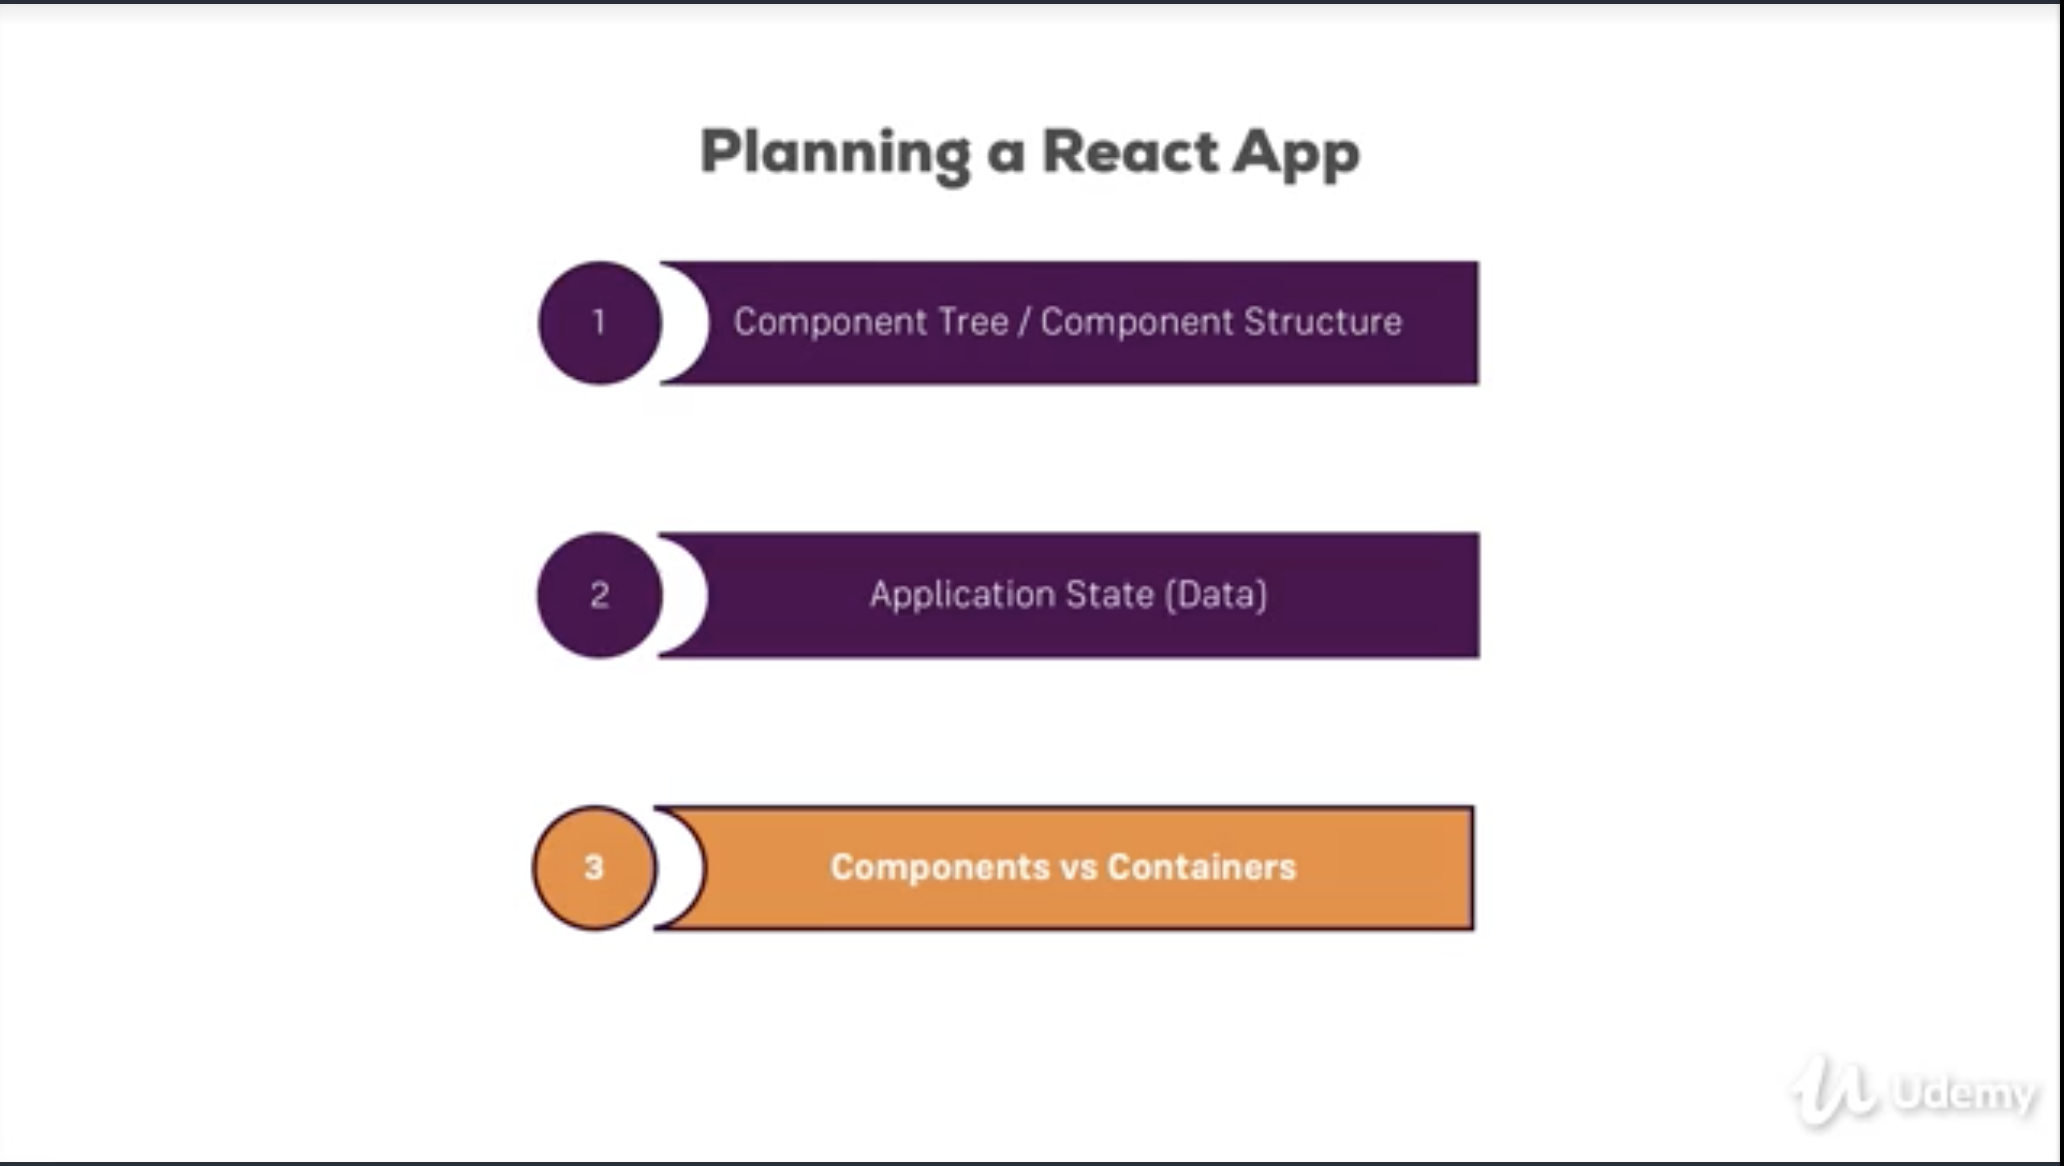 Planning a React App
1
Component Tree / Component Structure
2
Application State (Data)
3
Components vs Containers
Udemy